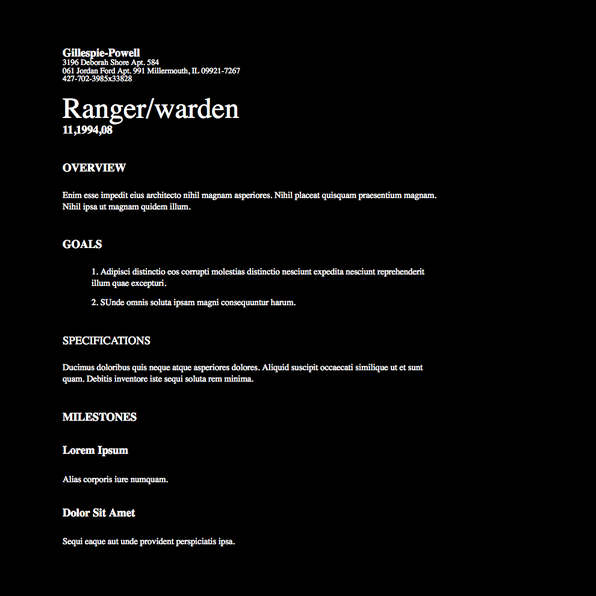 Gillespie-Powell
3196 Deborah Shore Apt. 584
061 Jordan Ford Apt. 991 Millermouth, IL 09921-7267
427-702-3985x33828
Ranger/warden
11,1994,08
OVERVIEW
Enim esse impedit eius architecto nihil magnam asperiores. Nihil placeat quisquam praesentium magnam.
Nihil ipsa ut magnam quidem illum.
GOALS
1. Adipisci distinctio eos corrupti molestias distinctio nesciunt expedita nesciunt reprehenderit
illum quae excepturi.
2. SUnde omnis soluta ipsam magni consequuntur harum.
SPECIFICATIONS
Ducimus doloribus quis neque atque asperiores dolores. Aliquid suscipit occaecati similique ut et sunt
quam. Debitis inventore iste sequi soluta rem minima.
MILESTONES
Lorem Ipsum
Alias corporis iure numquam.
Dolor Sit Amet
Sequi eaque aut unde provident perspiciatis ipsa.